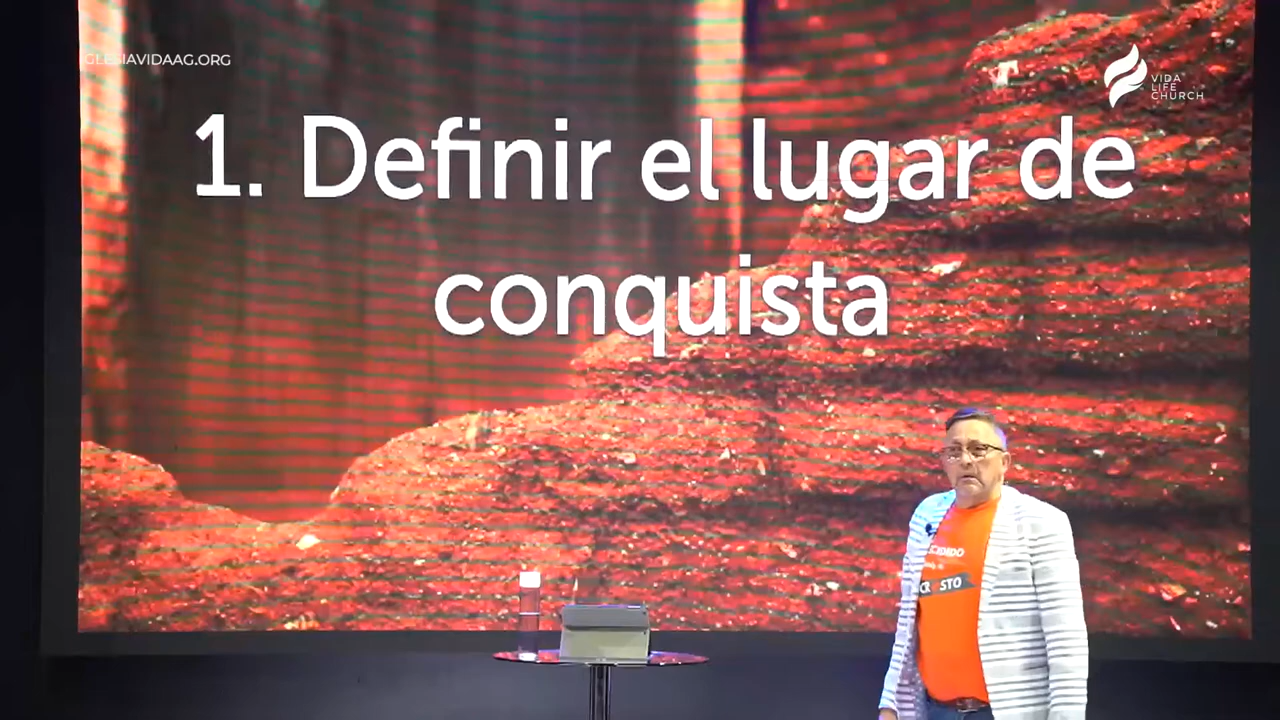 IGLESIAVIDAAG.ORG
VIDA
LIFE
CHURCH
1. Definir el lugar de
conquista